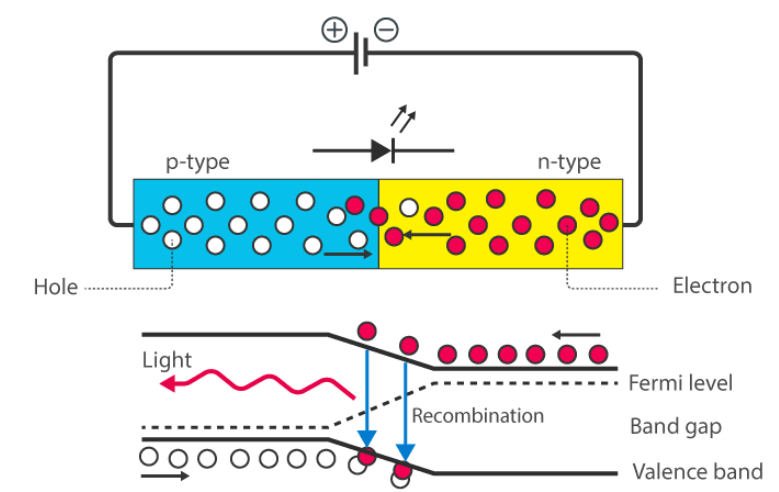 + −
p-type
n-type
Hole
Electron
Light
Fermi level
Recombination
Band gap
Valence band